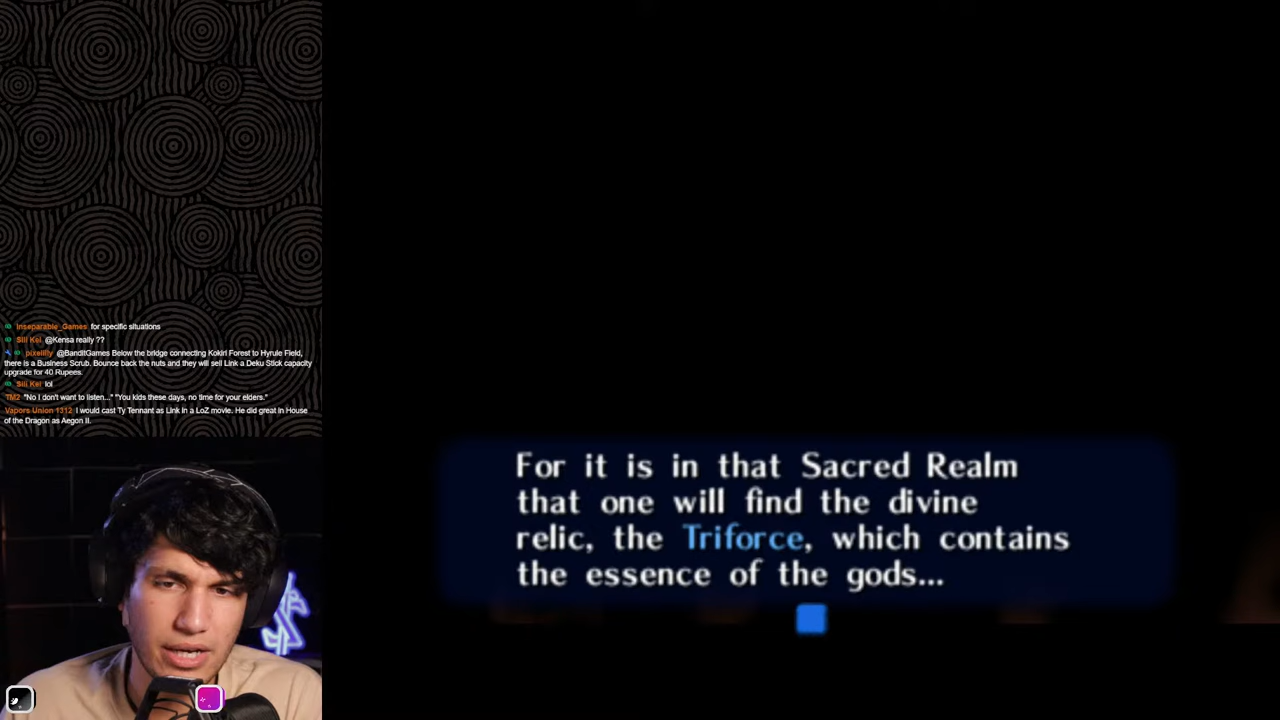 Inseparable_Games for specific situations
Sili Kei @Kensa really ??
pixelilly @BanditGames Below the bridge connecting Kokiri Forest to Hyrule Field,
there is a Business Scrub. Bounce back the nuts and they will sell Link a Deku Stick capacity
upgrade for 40 Rupees.
Sili Kei lol
TM2 "No I don't want to listen..." "You kids these days, no time for your elders."
Vapors Union 1312 I would cast Ty Tennant as Link in a LoZ movie. He did great in House
of the Dragon as Aegon II.
For it is in that Sacred Realm
that one will find the divine
relic, the Triforce, which contains
the essence of the gods...